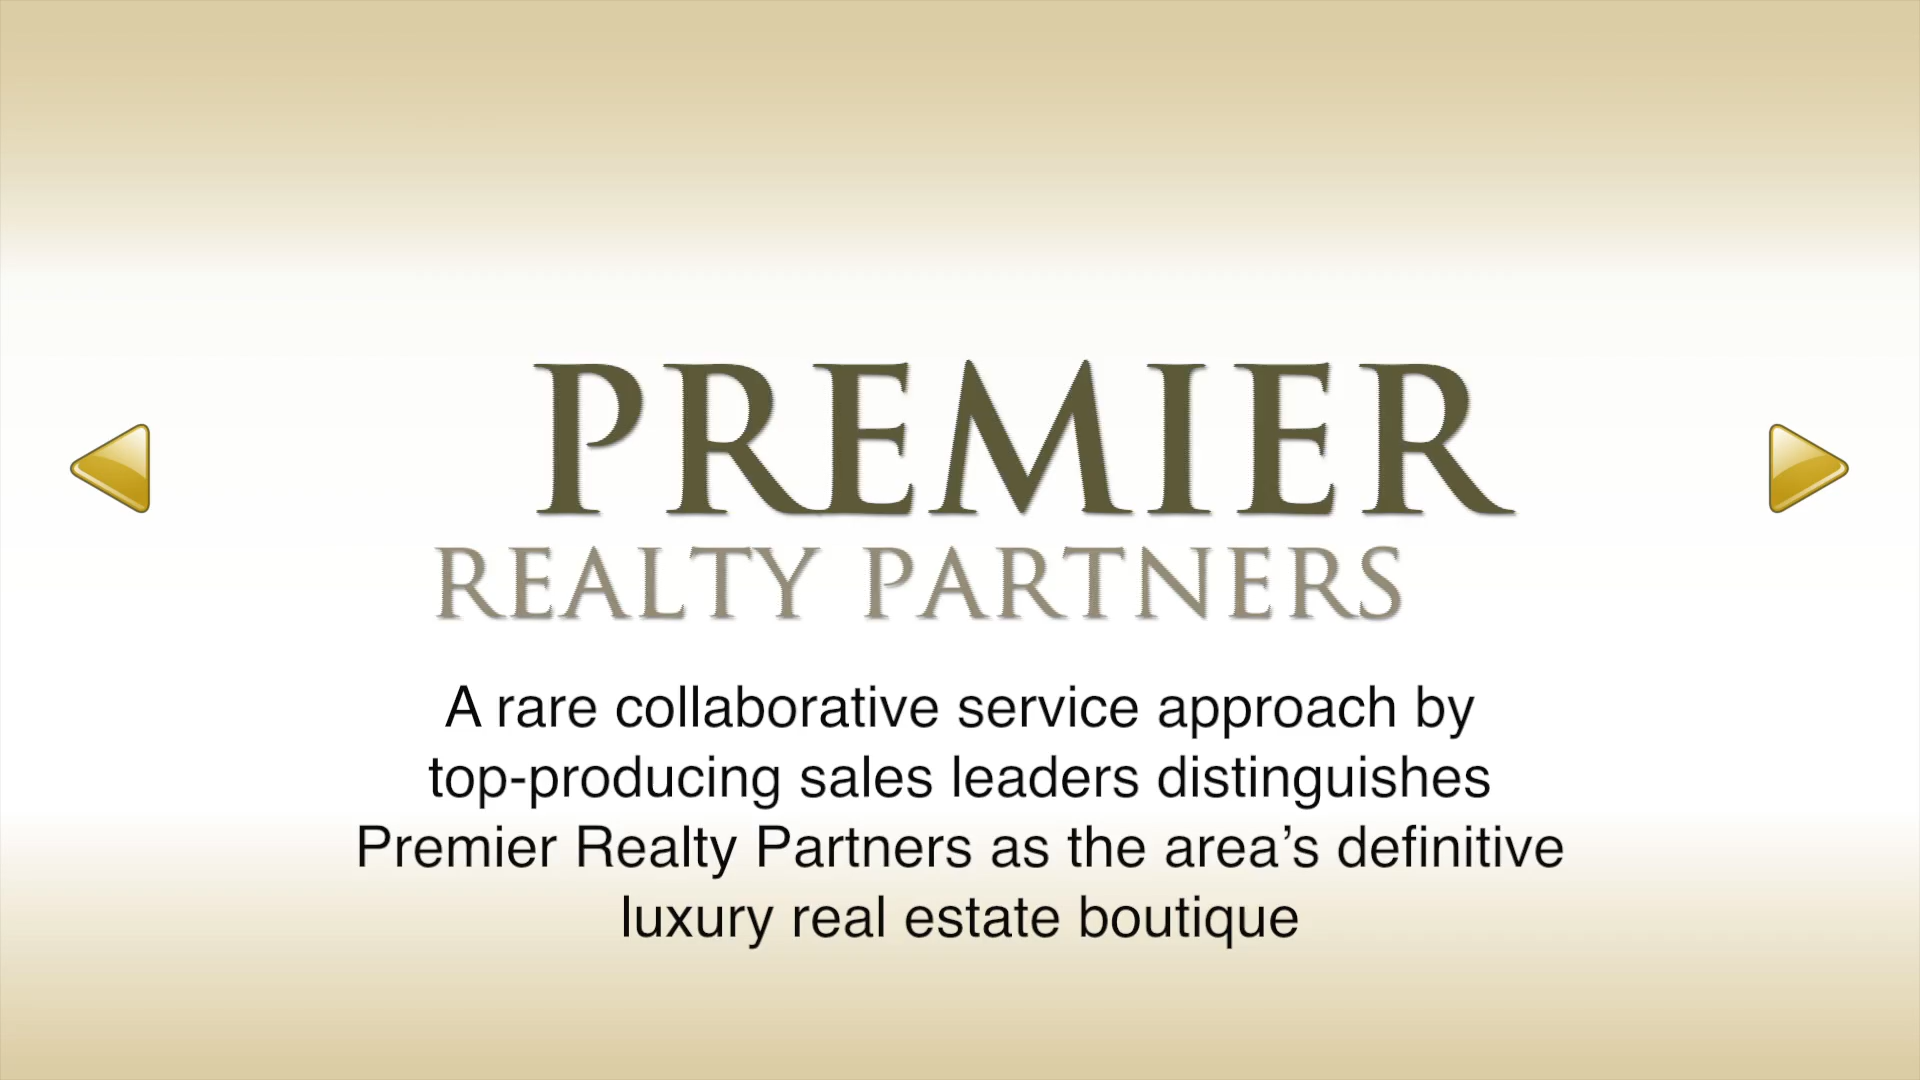 PREMIER
REALTY PARTNERS
A rare collaborative service approach by
top-producing sales leaders distinguishes
Premier Realty Partners as the area’s definitive
luxury real estate boutique